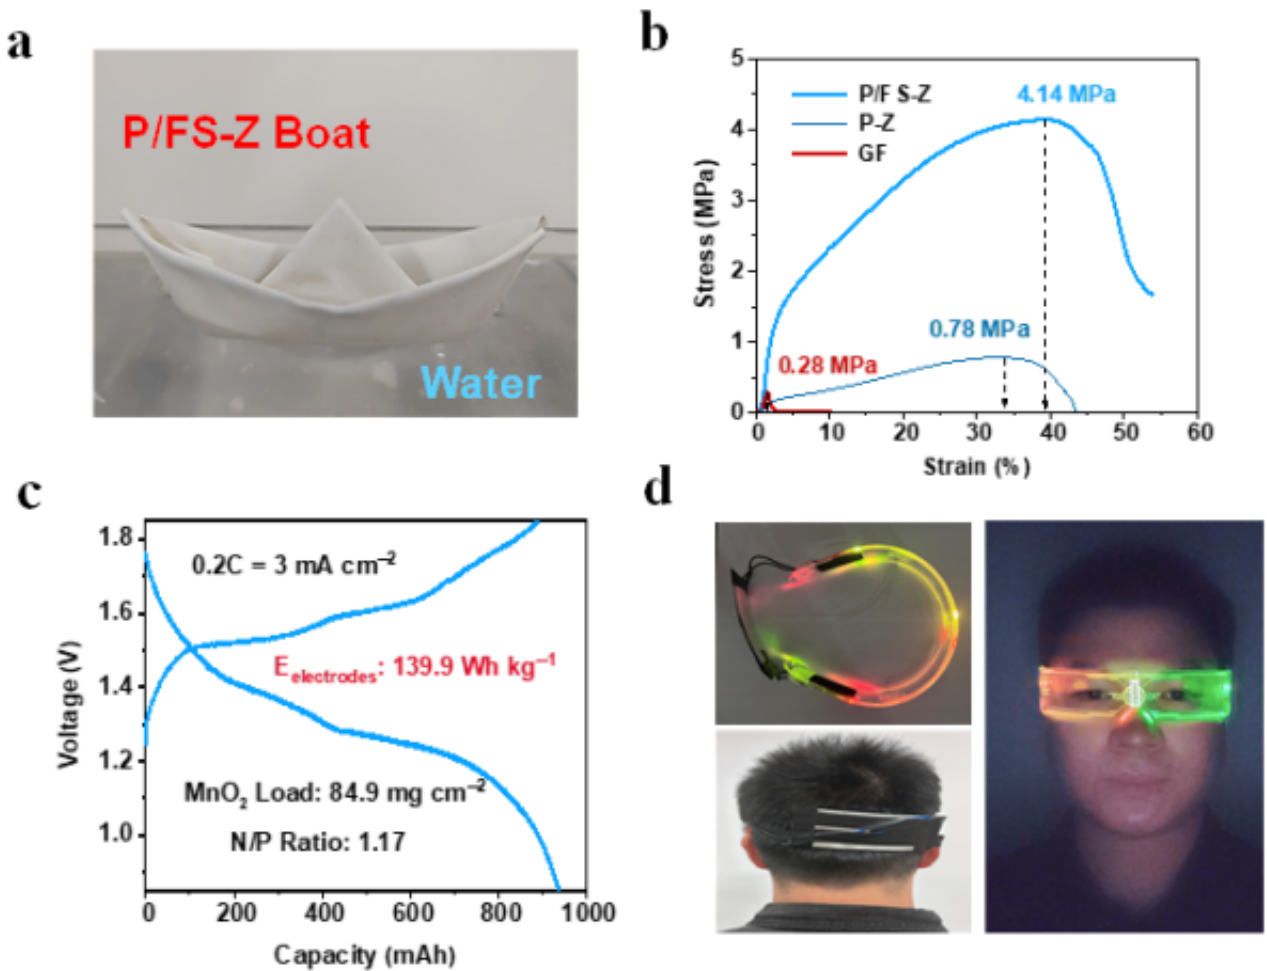 a
P/FS-Z Boat
Water
b
5
4
3
2
1
0
Stress (MPa)
P/F S-Z
P-Z
GF
4.14 MPa
0.78 MPa
0.28 MPa
0 10 20 30 40 50 60
Strain (%)
c
1.8
1.6
1.4
1.2
1.0
Voltage (V)
0.2C = 3 mA cm⁻²
Eelectrodes: 139.9 Wh kg⁻¹
MnO₂ Load: 84.9 mg cm⁻²
N/P Ratio: 1.17
0 200 400 600 800 1000
Capacity (mAh)
d